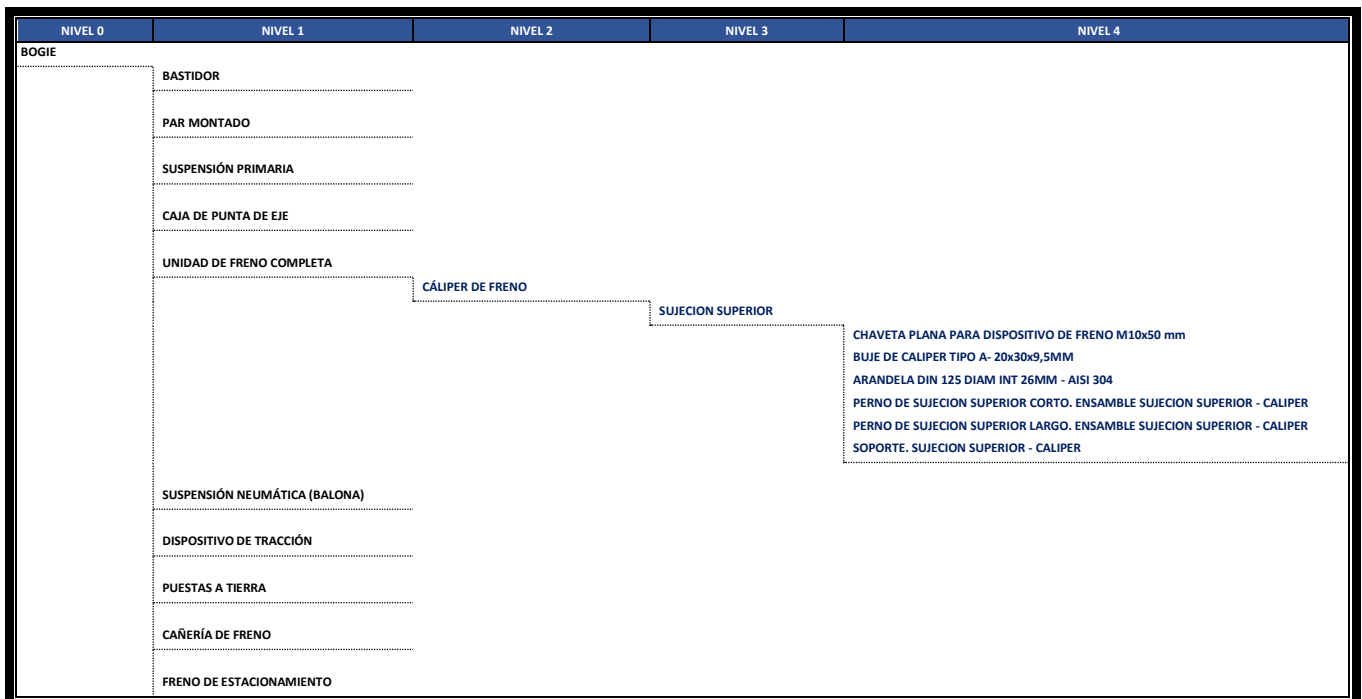 NIVEL 0 NIVEL 1 NIVEL 2 NIVEL 3 NIVEL 4
BOGIE
BASTIDOR
PAR MONTADO
SUSPENSIÓN PRIMARIA
CAJA DE PUNTA DE EJE
UNIDAD DE FRENO COMPLETA
CÁLIPER DE FRENO
SUJECION SUPERIOR
CHAVETA PLANA PARA DISPOSITIVO DE FRENO M10x50 mm
BUJE DE CALIPER TIPO A- 20x30x9,5MM
ARANDELA DIN 125 DIAM INT 26MM - AISI 304
PERNO DE SUJECION SUPERIOR CORTO. ENSAMBLE SUJECION SUPERIOR - CALIPER
PERNO DE SUJECION SUPERIOR LARGO. ENSAMBLE SUJECION SUPERIOR - CALIPER
SOPORTE. SUJECION SUPERIOR - CALIPER
SUSPENSIÓN NEUMÁTICA (BALONA)
DISPOSITIVO DE TRACCIÓN
PUESTAS A TIERRA
CAÑERÍA DE FRENO
FRENO DE ESTACIONAMIENTO